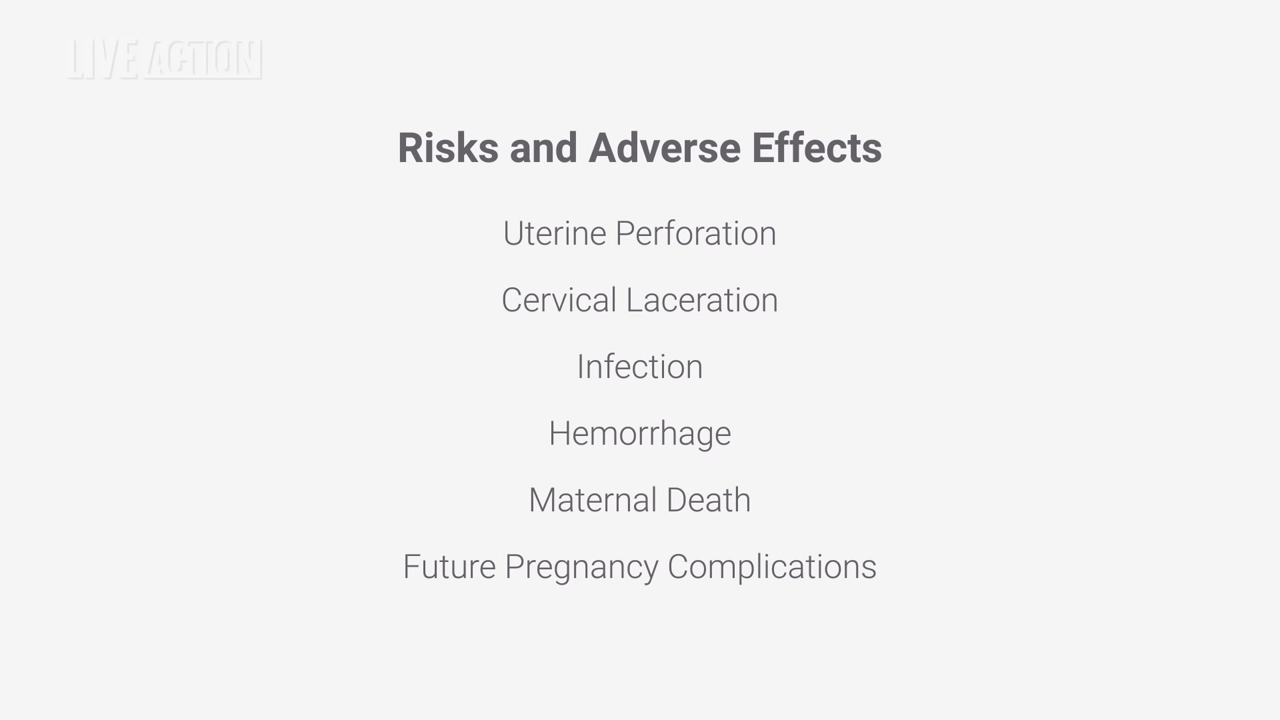 LIVE ACTION
Risks and Adverse Effects
Uterine Perforation
Cervical Laceration
Infection
Hemorrhage
Maternal Death
Future Pregnancy Complications